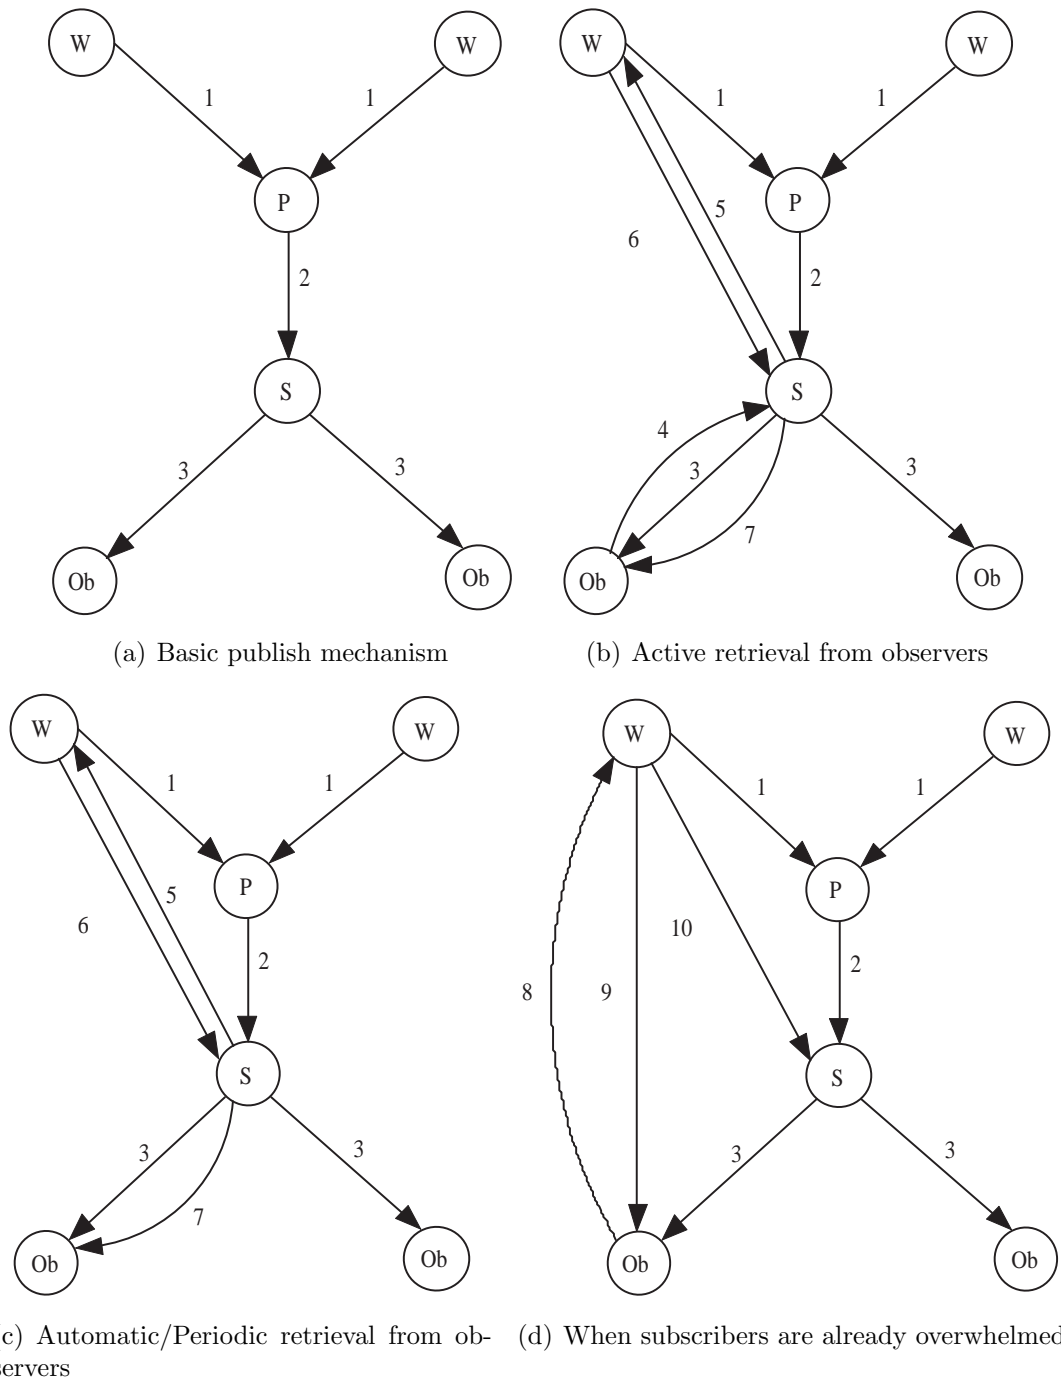 W
W
1
1
P
2
S
3
3
Ob
Ob
(a) Basic publish mechanism
W
W
1
1
P
5
6
2
S
4
3
3
7
Ob
Ob
(b) Active retrieval from observers
W
W
1
1
P
5
6
2
S
3
3
7
Ob
Ob
c) Automatic/Periodic retrieval from ob-
servers
W
W
1
1
P
10
2
8
9
S
3
3
Ob
Ob
(d) When subscribers are already overwhelmed